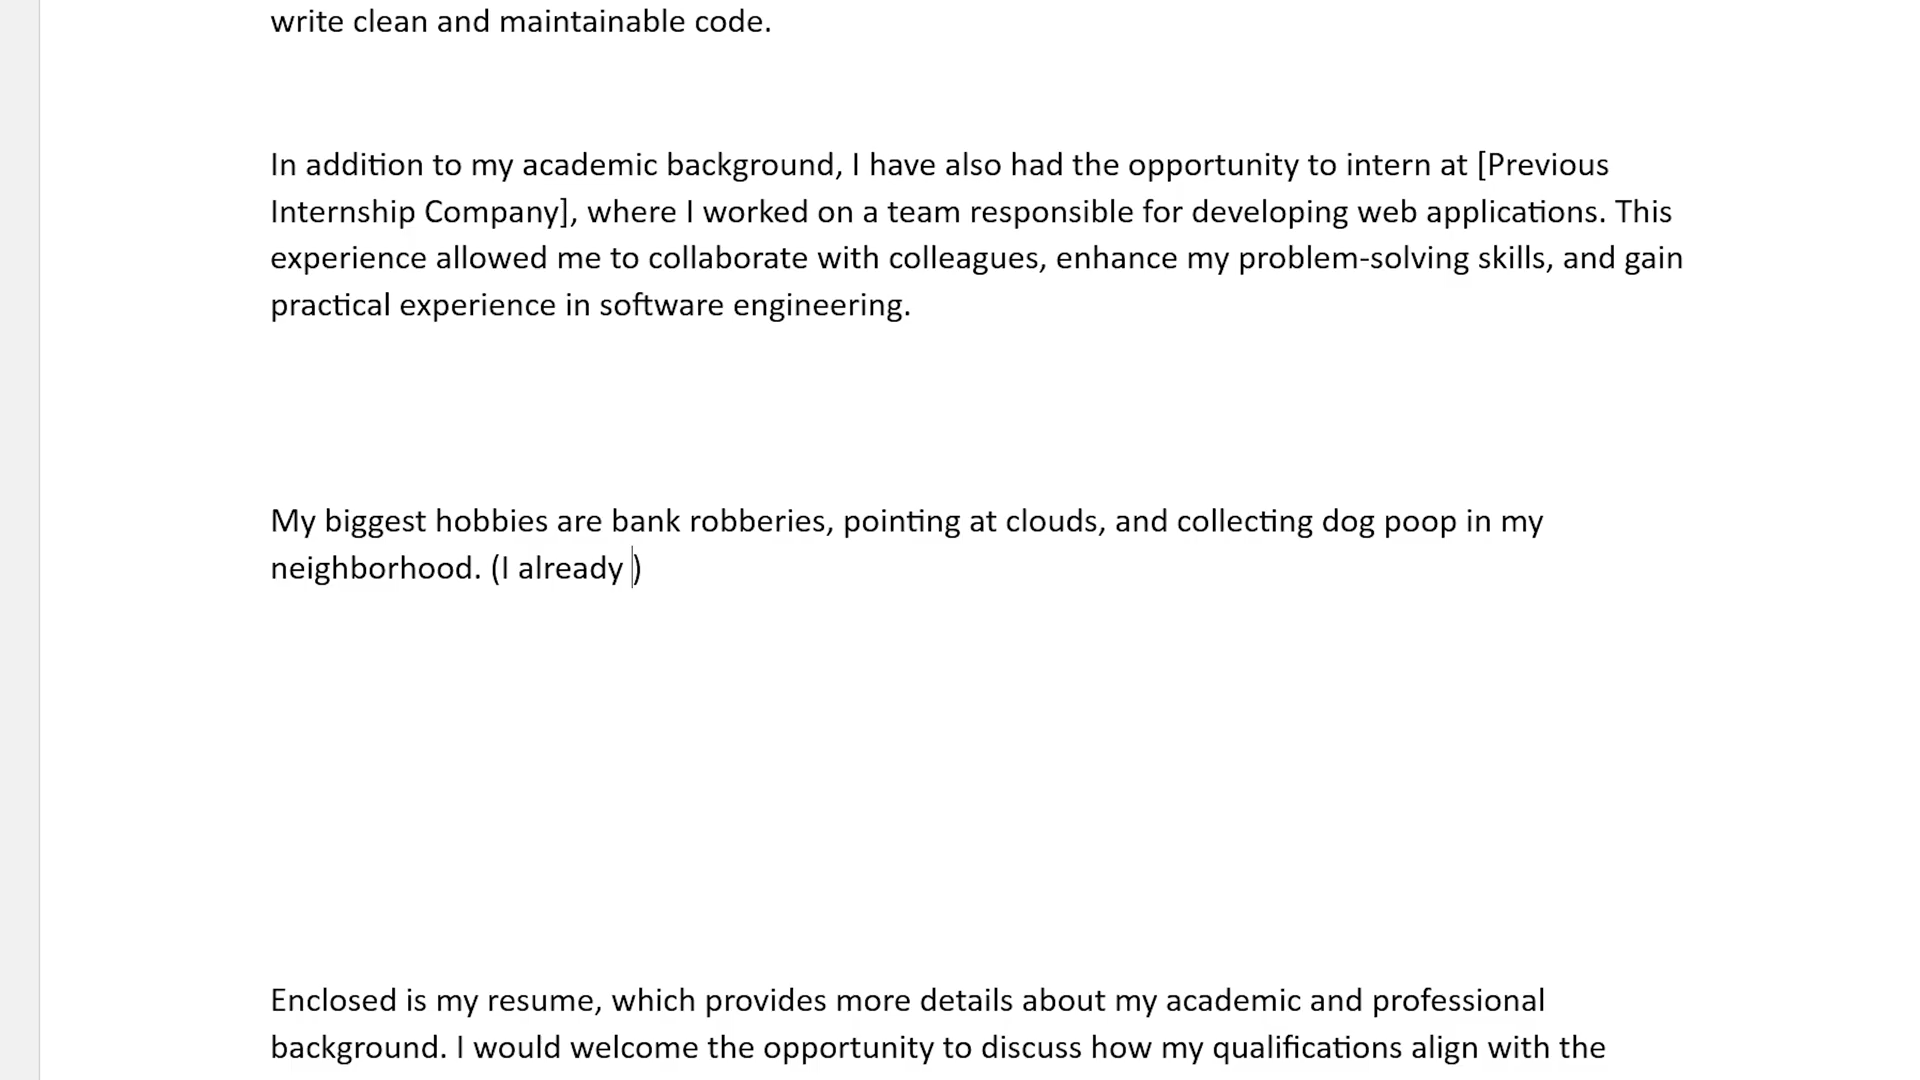 write clean and maintainable code.
In addition to my academic background, I have also had the opportunity to intern at [Previous
Internship Company], where I worked on a team responsible for developing web applications. This
experience allowed me to collaborate with colleagues, enhance my problem-solving skills, and gain
practical experience in software engineering.
My biggest hobbies are bank robberies, pointing at clouds, and collecting dog poop in my
neighborhood. (I already )
Enclosed is my resume, which provides more details about my academic and professional
background. I would welcome the opportunity to discuss how my qualifications align with the